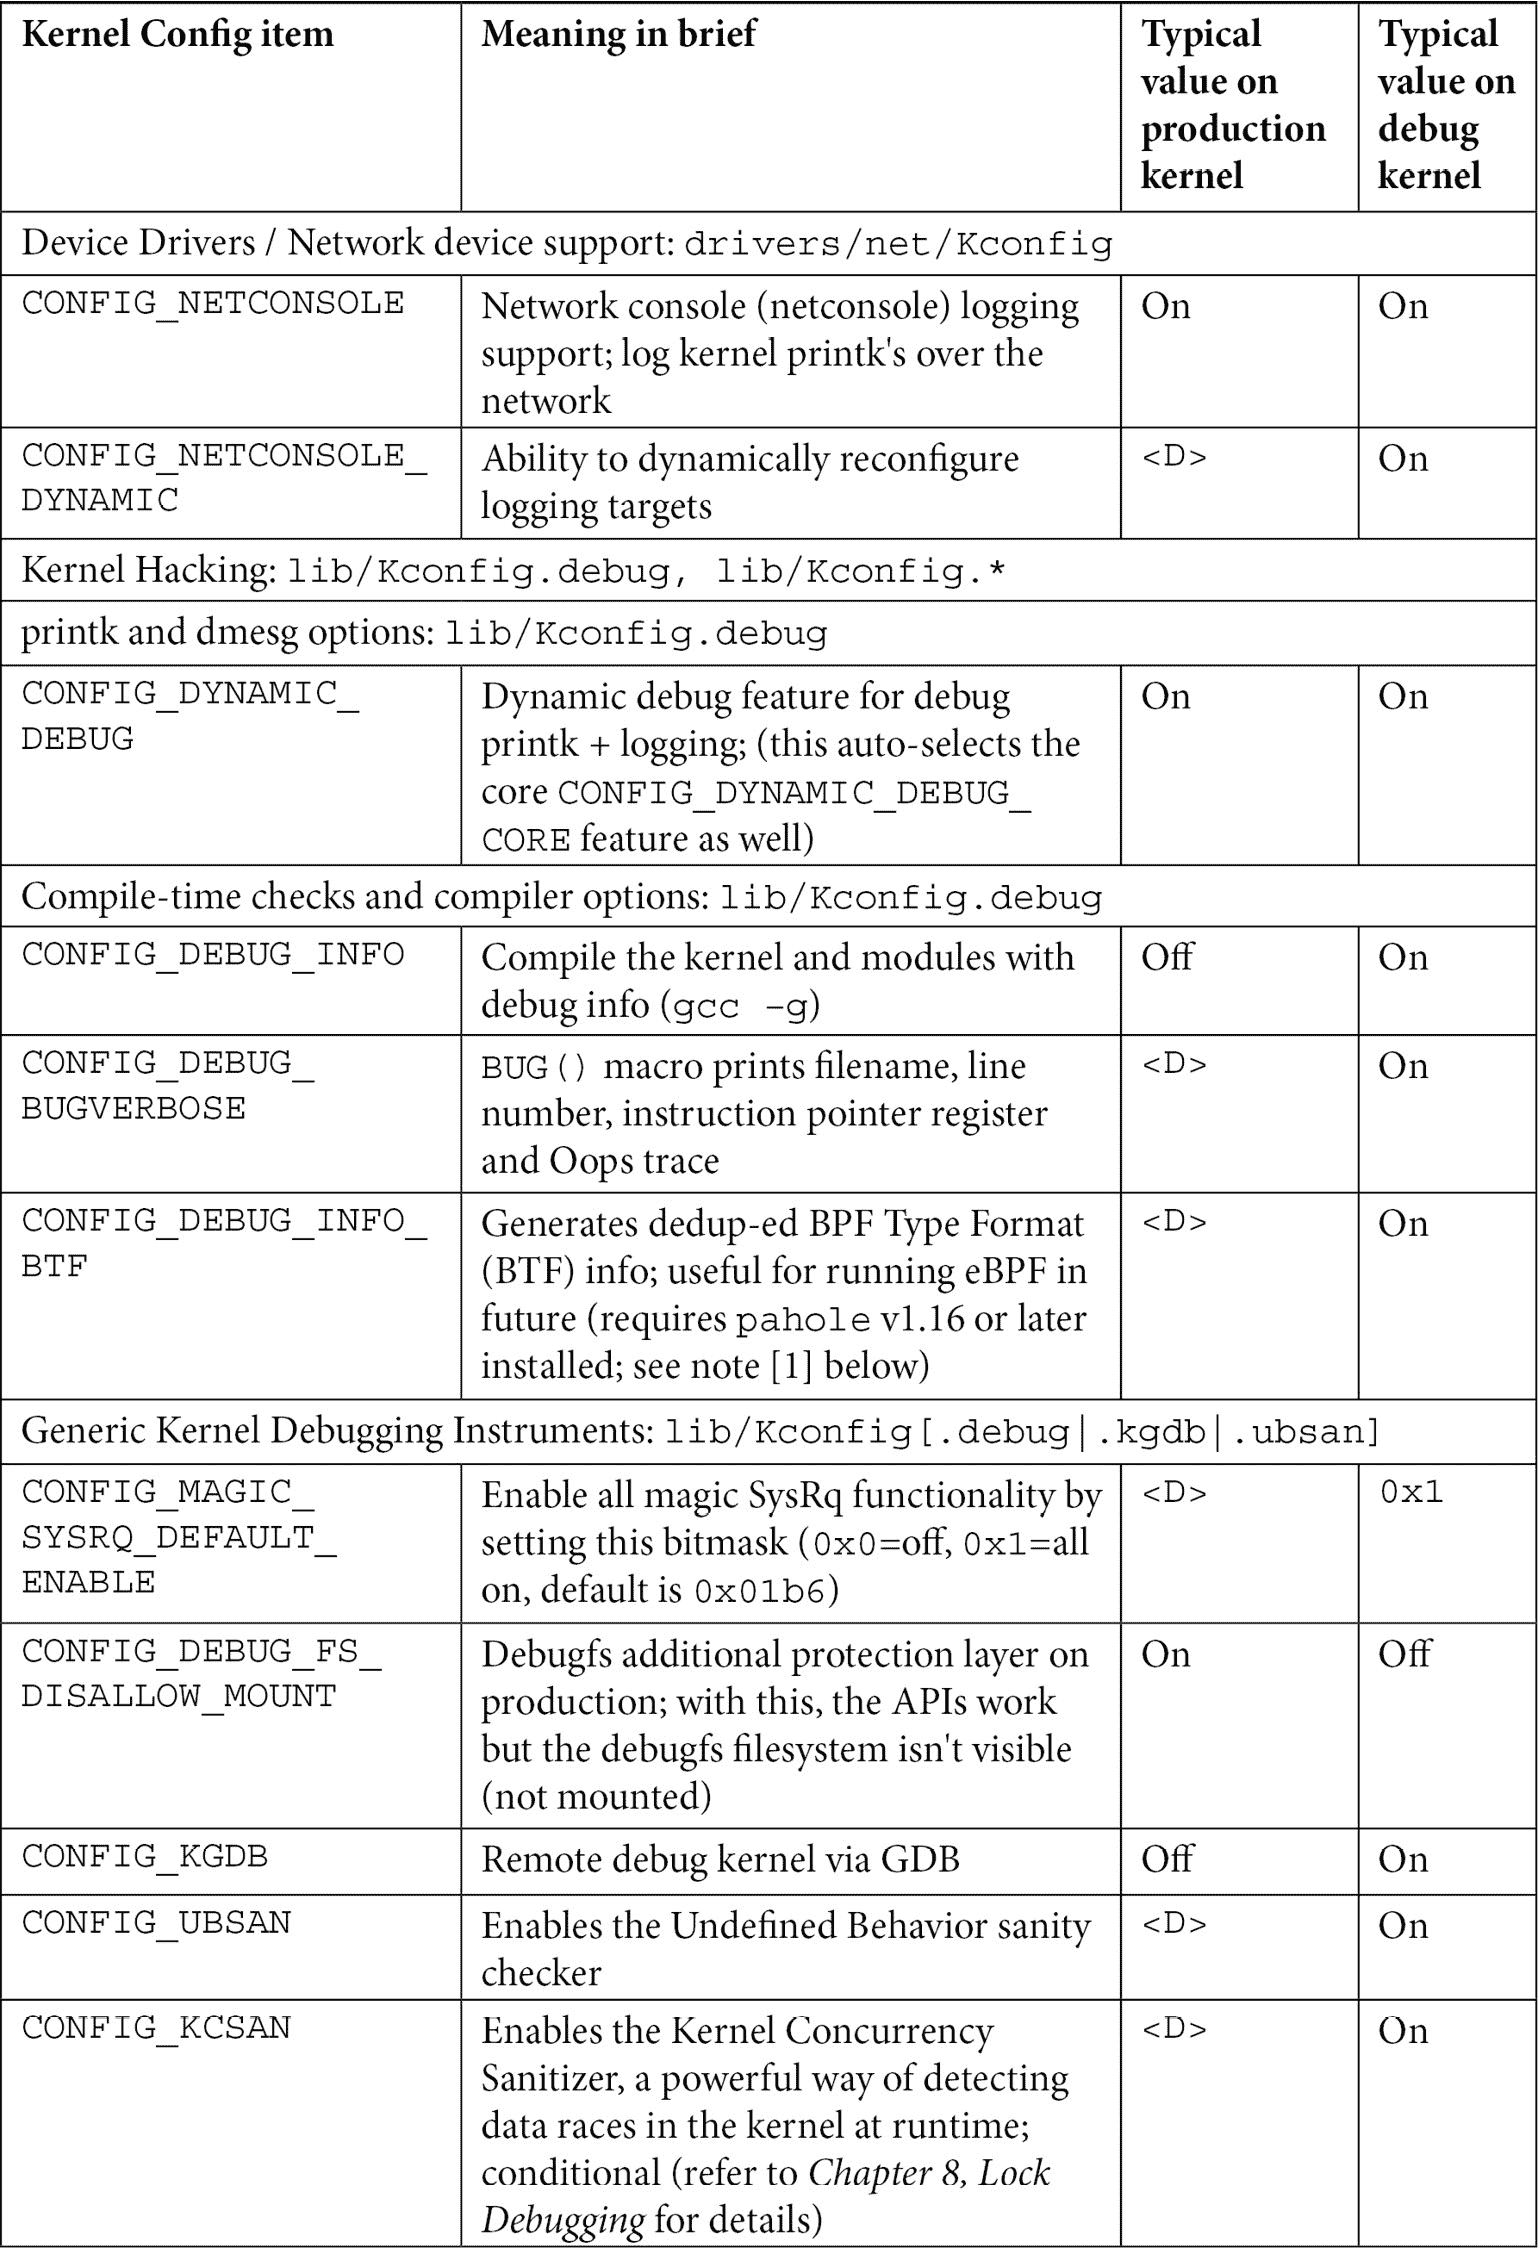 Kernel Config item
Meaning in brief
Typical
value on
production
kernel
Typical
value on
debug
kernel
Device Drivers / Network device support: drivers/net/Kconfig
CONFIG_NETCONSOLE
Network console (netconsole) logging
support; log kernel printk's over the
network
On
On
CONFIG_NETCONSOLE_
DYNAMIC
Ability to dynamically reconfigure
logging targets
<D>
On
Kernel Hacking: lib/Kconfig.debug, lib/Kconfig.*
printk and dmesg options: lib/Kconfig.debug
CONFIG_DYNAMIC_
DEBUG
Dynamic debug feature for debug
printk + logging; (this auto-selects the
core CONFIG_DYNAMIC_DEBUG_
CORE feature as well)
On
On
Compile-time checks and compiler options: lib/Kconfig.debug
CONFIG_DEBUG_INFO
Compile the kernel and modules with
debug info (gcc –g)
Off
On
CONFIG_DEBUG_
BUGVERBOSE
BUG() macro prints filename, line
number, instruction pointer register
and Oops trace
<D>
On
CONFIG_DEBUG_INFO_
BTF
Generates dedup-ed BPF Type Format
(BTF) info; useful for running eBPF in
future (requires pahole v1.16 or later
installed; see note [1] below)
<D>
On
Generic Kernel Debugging Instruments: lib/Kconfig[.debug|.kgdb|.ubsan]
CONFIG_MAGIC_
SYSRQ_DEFAULT_
ENABLE
Enable all magic SysRq functionality by
setting this bitmask (0x0=off, 0x1=all
on, default is 0x01b6)
<D>
0x1
CONFIG_DEBUG_FS_
DISALLOW_MOUNT
Debugfs additional protection layer on
production; with this, the APIs work
but the debugfs filesystem isn't visible
(not mounted)
On
Off
CONFIG_KGDB
Remote debug kernel via GDB
Off
On
CONFIG_UBSAN
Enables the Undefined Behavior sanity
checker
<D>
On
CONFIG_KCSAN
Enables the Kernel Concurrency
Sanitizer, a powerful way of detecting
data races in the kernel at runtime;
conditional (refer to Chapter 8, Lock
Debugging for details)
<D>
On